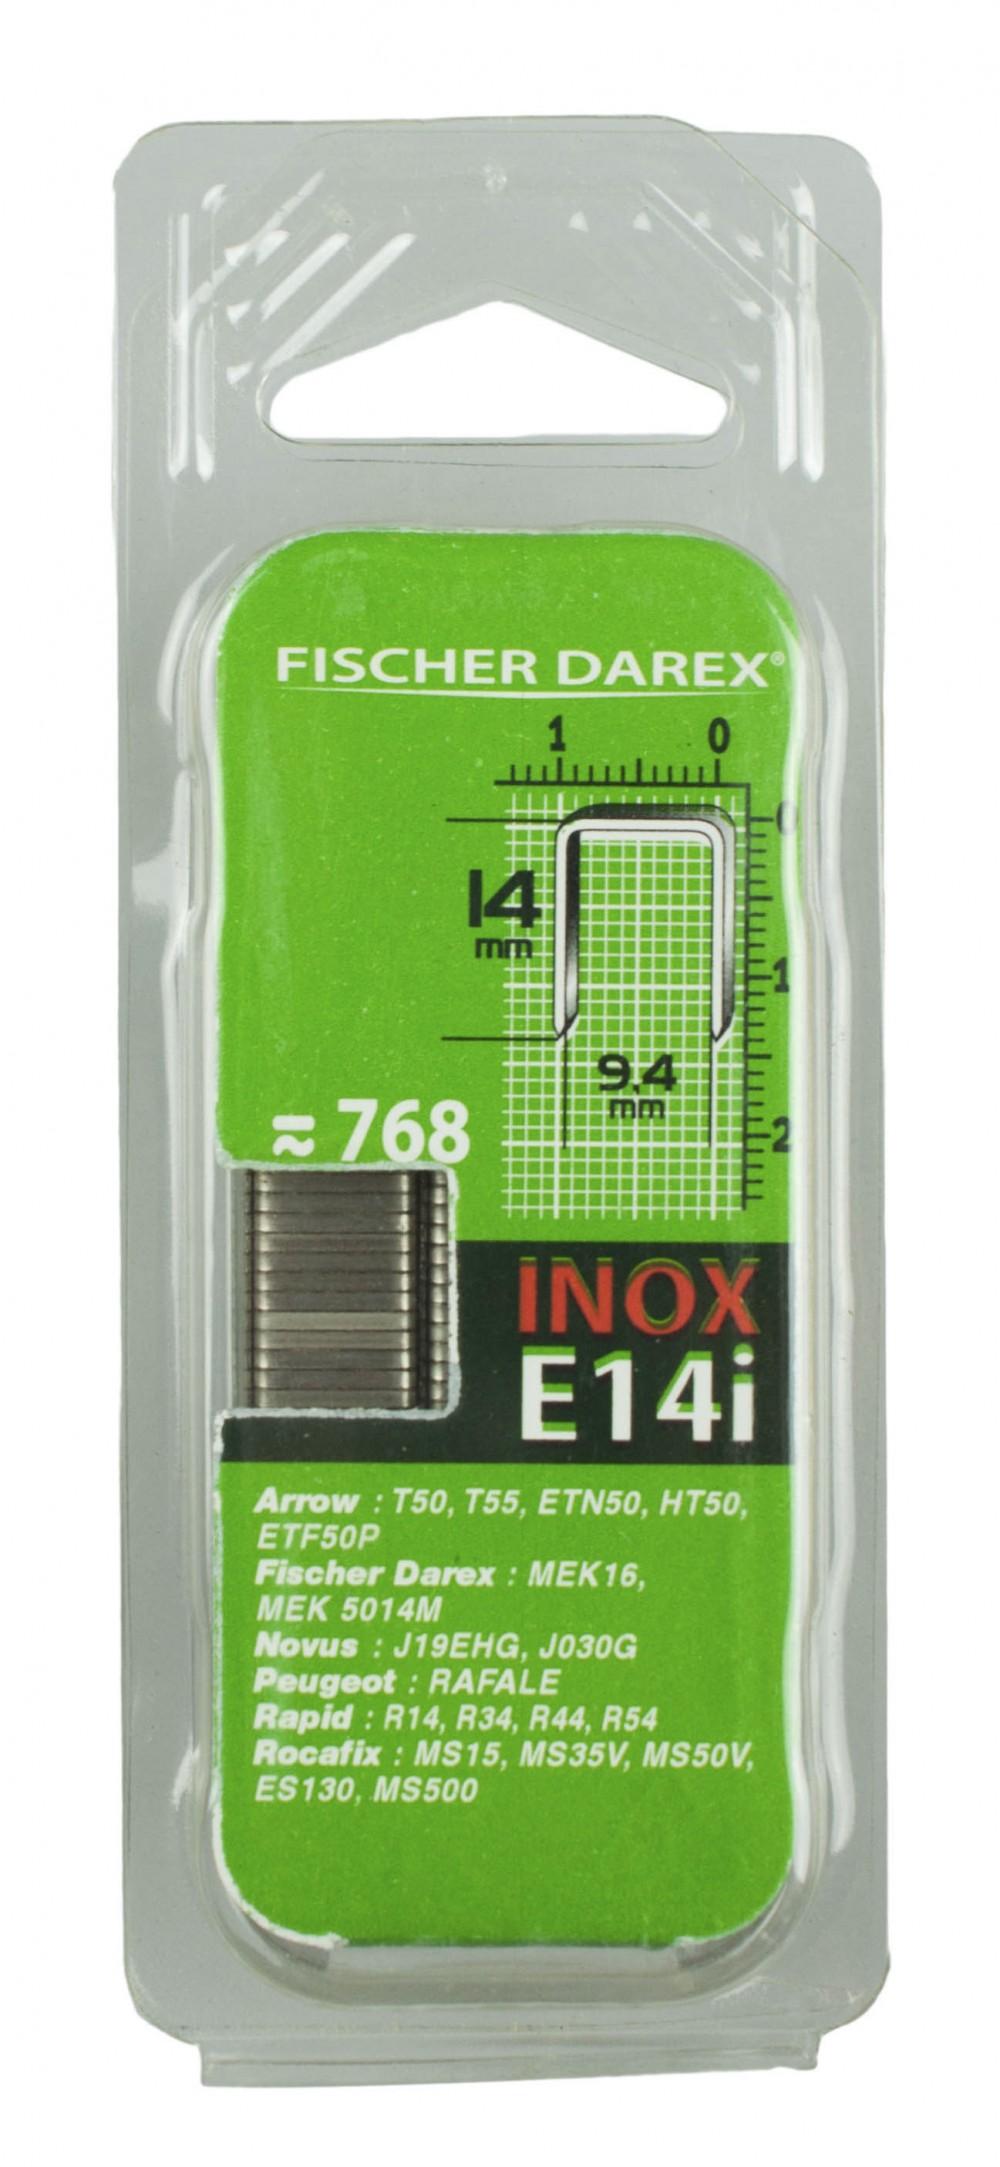 FISCHER DAREX®
1 0
0
14
mm
1
9,4
mm
≈ 768
2
INOX
E14i
Arrow : T50, T55, ETN50, HT50,
ETF50P
Fischer Darex : MEK16,
MEK 5014M
Novus : J19EHG, J030G
Peugeot : RAFALE
Rapid : R14, R34, R44, R54
Rocafix : MS15, MS35V, MS50V,
ES130, MS500